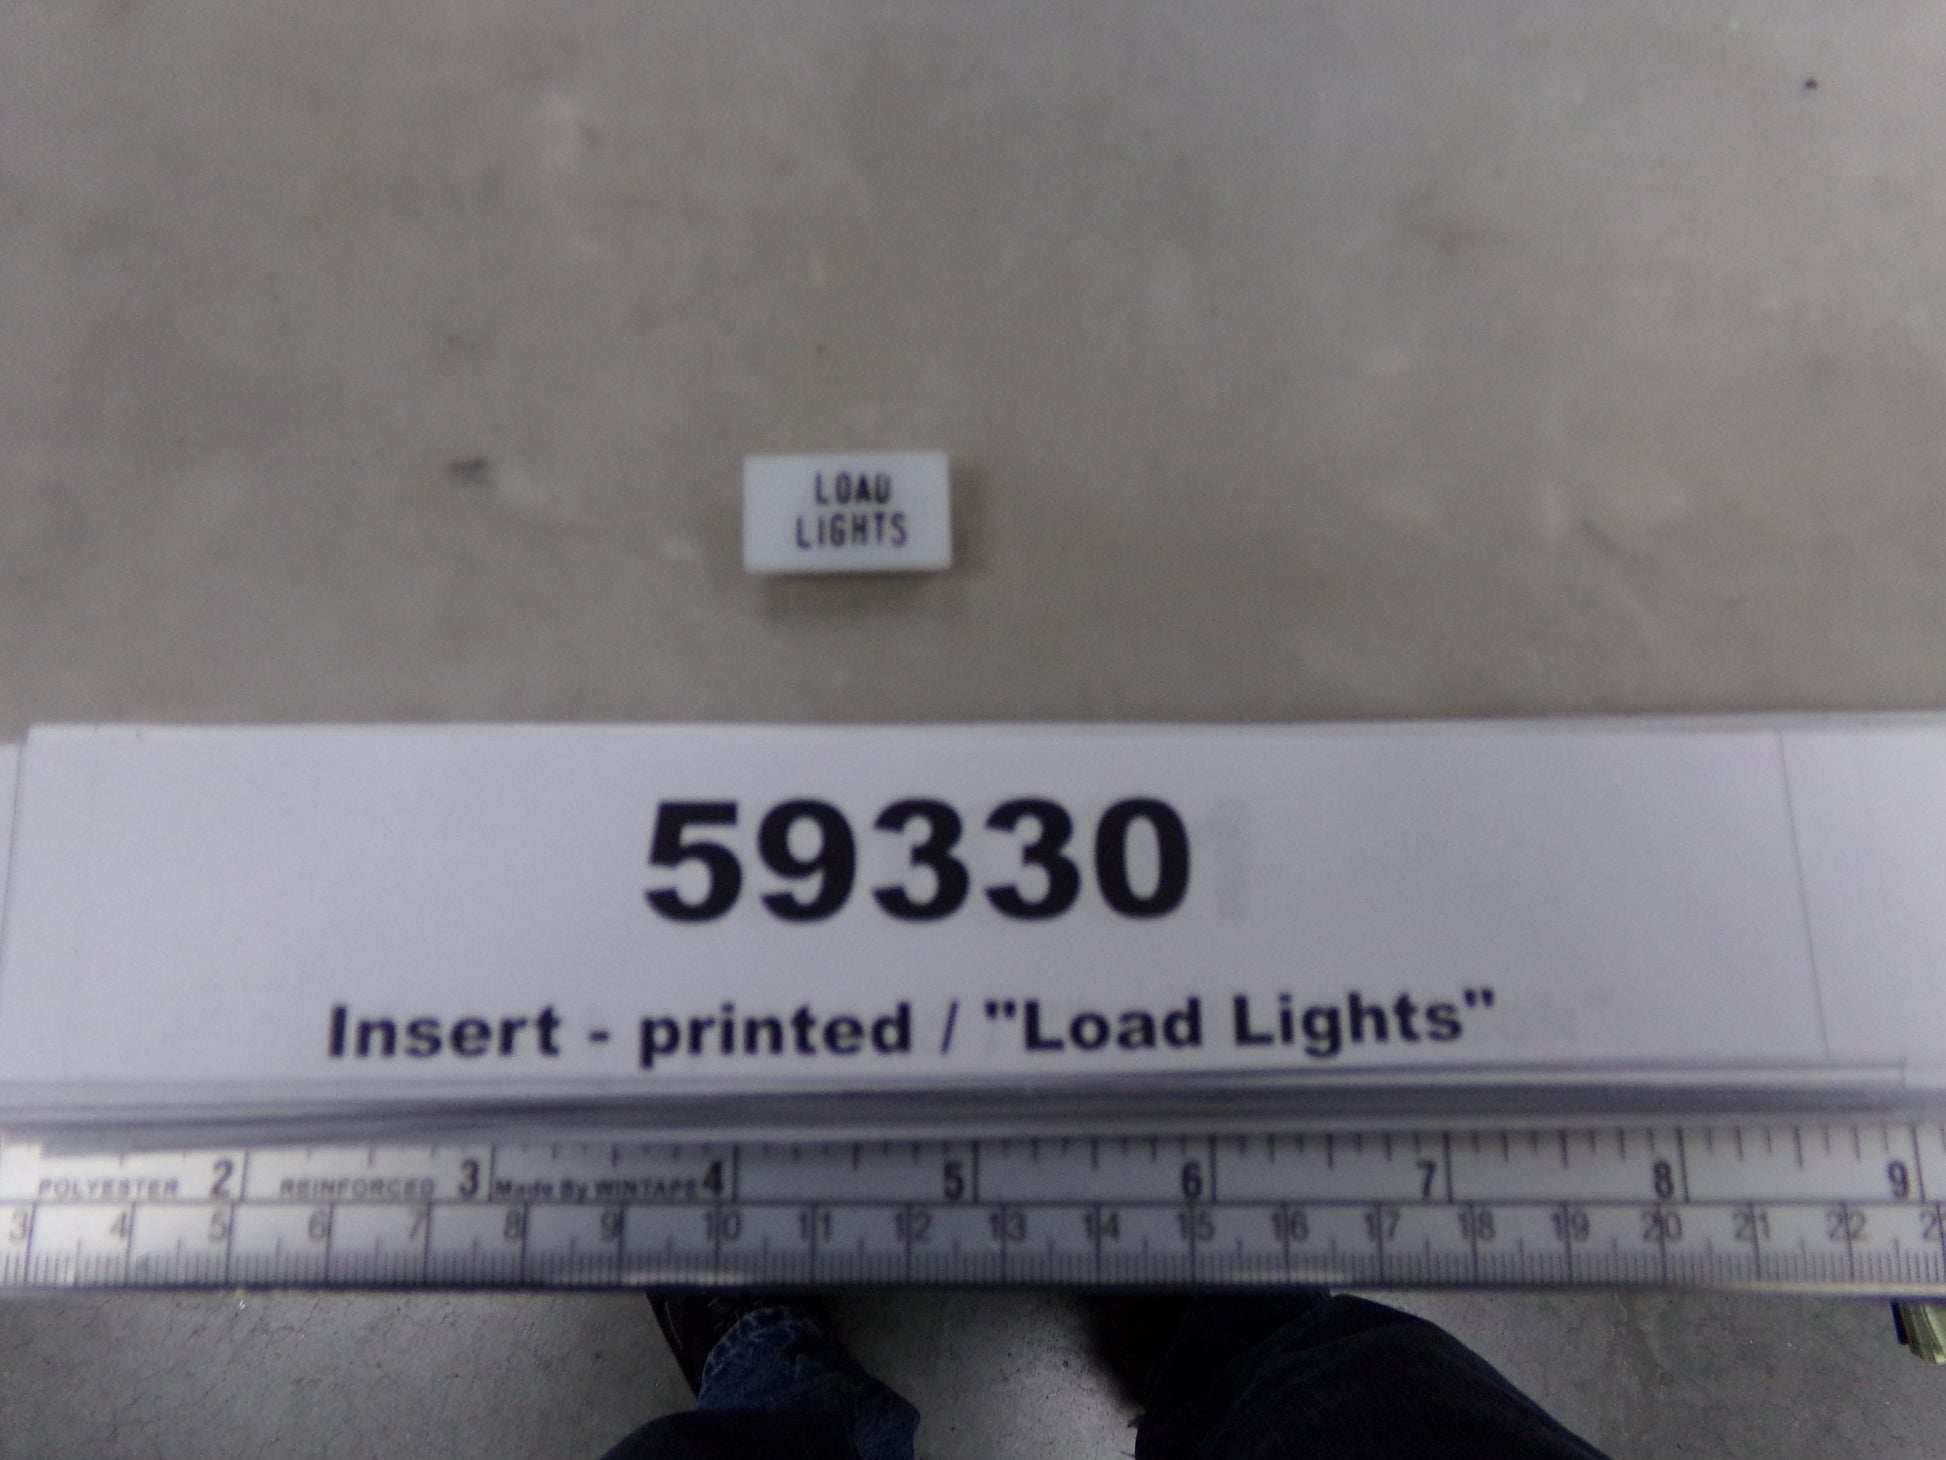 LOAD
LIGHTS
59330
Insert - printed / "Load Lights"
POLYESTER 2 REINFORCED 3 Made By WINTAPE 4 5 6 7 8 9
3 4 5 6 7 8 9 10 11 12 13 14 15 16 17 18 19 20 21 22